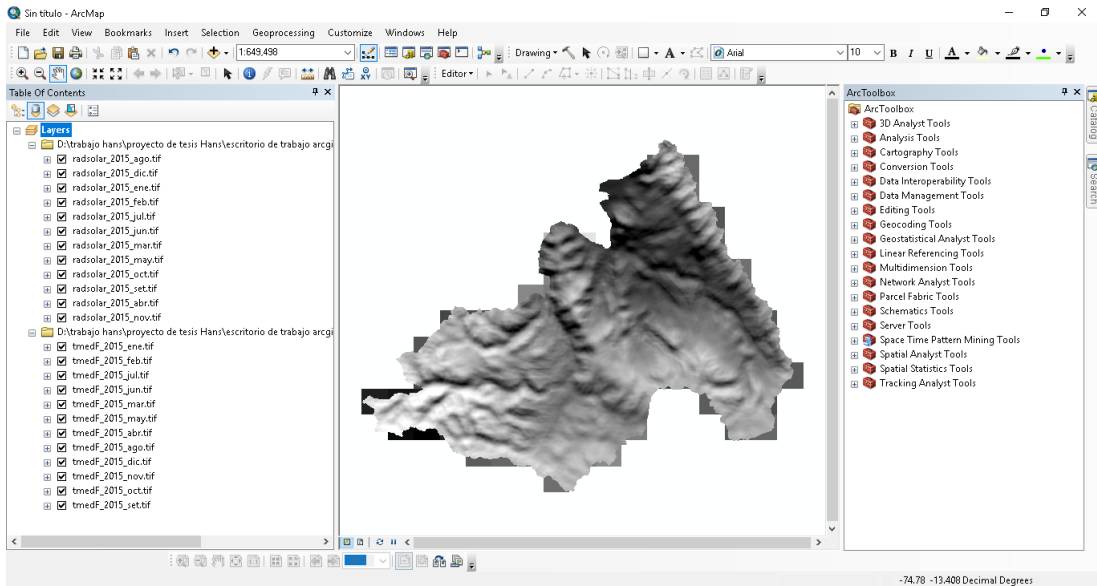 Sin título - ArcMap
File Edit View Bookmarks Insert Selection Geoprocessing Customize Windows Help
1:649,498 Drawing Arial 10 B I U A
Editor
Table Of Contents
Layers
D:\trabajo hans\proyecto de tesis Hans\escritorio de trabajo arcgi
radsolar_2015_ago.tif
radsolar_2015_dic.tif
radsolar_2015_ene.tif
radsolar_2015_feb.tif
radsolar_2015_jul.tif
radsolar_2015_jun.tif
radsolar_2015_mar.tif
radsolar_2015_may.tif
radsolar_2015_oct.tif
radsolar_2015_set.tif
radsolar_2015_abr.tif
radsolar_2015_nov.tif
D:\trabajo hans\proyecto de tesis Hans\escritorio de trabajo arcgi
tmedF_2015_ene.tif
tmedF_2015_feb.tif
tmedF_2015_jul.tif
tmedF_2015_jun.tif
tmedF_2015_mar.tif
tmedF_2015_may.tif
tmedF_2015_abr.tif
tmedF_2015_ago.tif
tmedF_2015_dic.tif
tmedF_2015_nov.tif
tmedF_2015_oct.tif
tmedF_2015_set.tif
ArcToolbox
ArcToolbox
3D Analyst Tools
Analysis Tools
Cartography Tools
Conversion Tools
Data Interoperability Tools
Data Management Tools
Editing Tools
Geocoding Tools
Geostatistical Analyst Tools
Linear Referencing Tools
Multidimension Tools
Network Analyst Tools
Parcel Fabric Tools
Schematics Tools
Server Tools
Space Time Pattern Mining Tools
Spatial Analyst Tools
Spatial Statistics Tools
Tracking Analyst Tools
Catalog
Search
-74.78 -13.408 Decimal Degrees